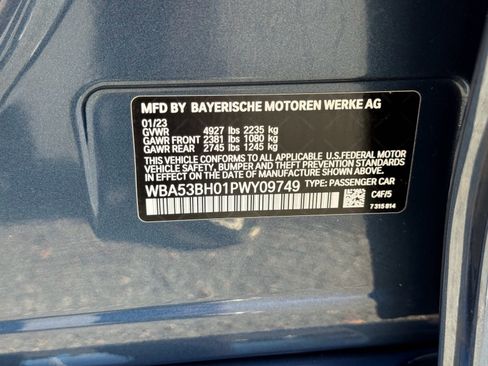 MFD BY BAYERISCHE MOTOREN WERKE AG
01/23
GVWR 4927 lbs 2235 kg
GAWR FRONT 2381 lbs 1080 kg
GAWR REAR 2745 lbs 1245 kg
THIS VEHICLE CONFORMS TO ALL APPLICABLE U.S.FEDERAL MOTOR
VEHICLE SAFETY, BUMPER AND THEFT PREVENTION STANDARDS
IN EFFECT ON THE DATE OF MANUFACTURE SHOWN ABOVE.
WBA53BH01PWY09749 TYPE: PASSENGER CAR
C4F/5
7 315 814